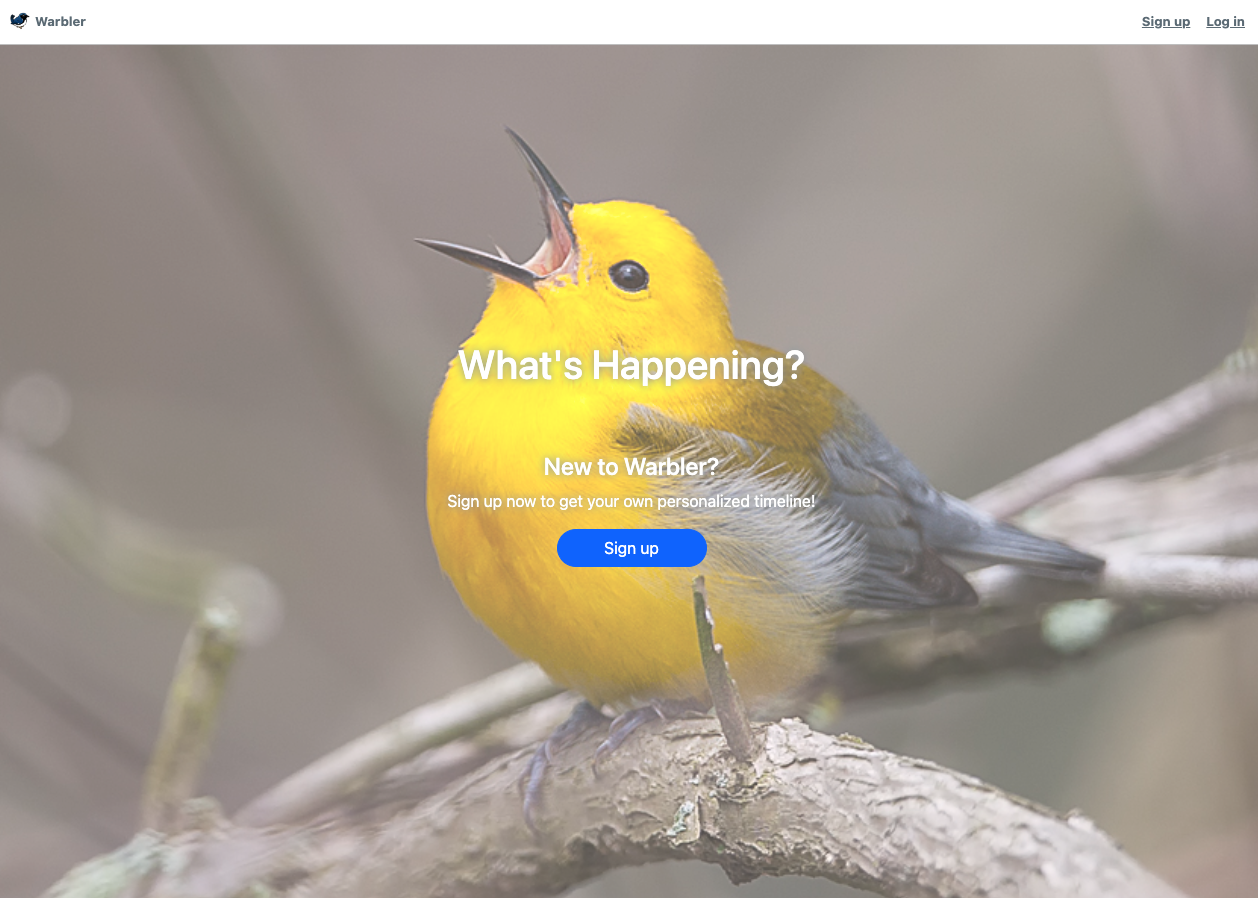 Warbler
Sign up Log in
What's Happening?
New to Warbler?
Sign up now to get your own personalized timeline!
Sign up